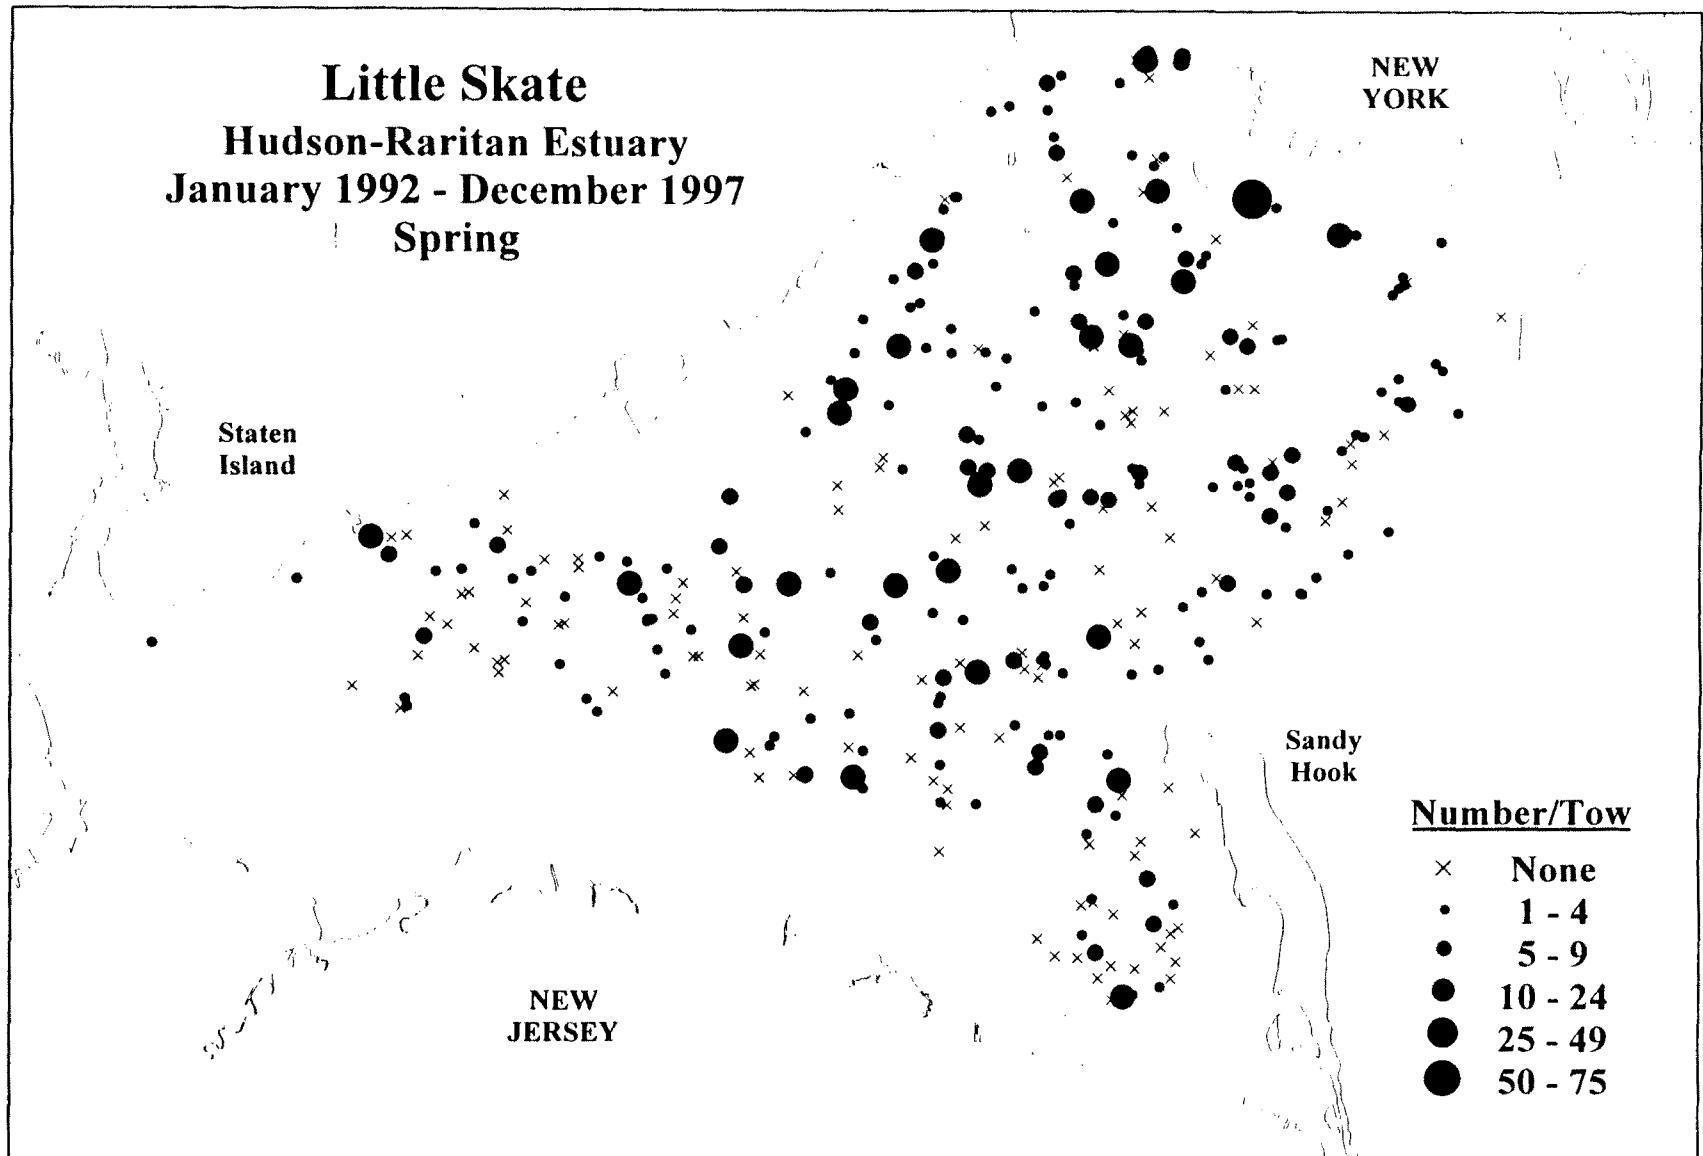 Little Skate
Hudson-Raritan Estuary
January 1992 - December 1997
Spring
NEW
YORK
Staten
Island
Sandy
Hook
NEW
JERSEY
Number/Tow
None
1 - 4
5 - 9
10 - 24
25 - 49
50 - 75